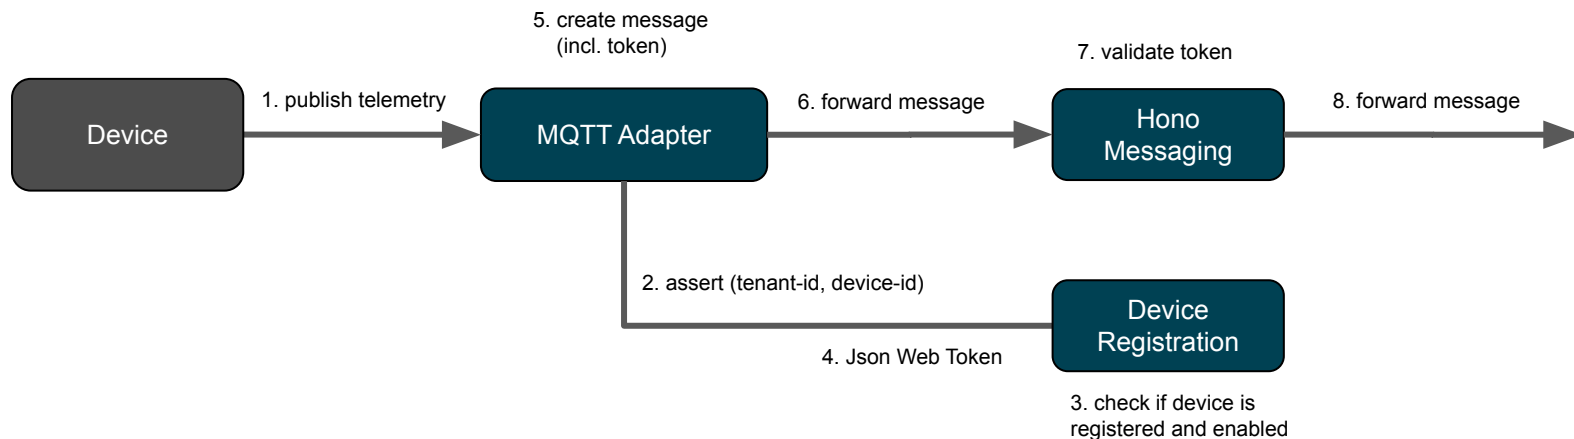 5. create message
(incl. token)
7. validate token
1. publish telemetry
6. forward message
8. forward message
Device
MQTT Adapter
Hono
Messaging
2. assert (tenant-id, device-id)
Device
Registration
4. Json Web Token
3. check if device is
registered and enabled